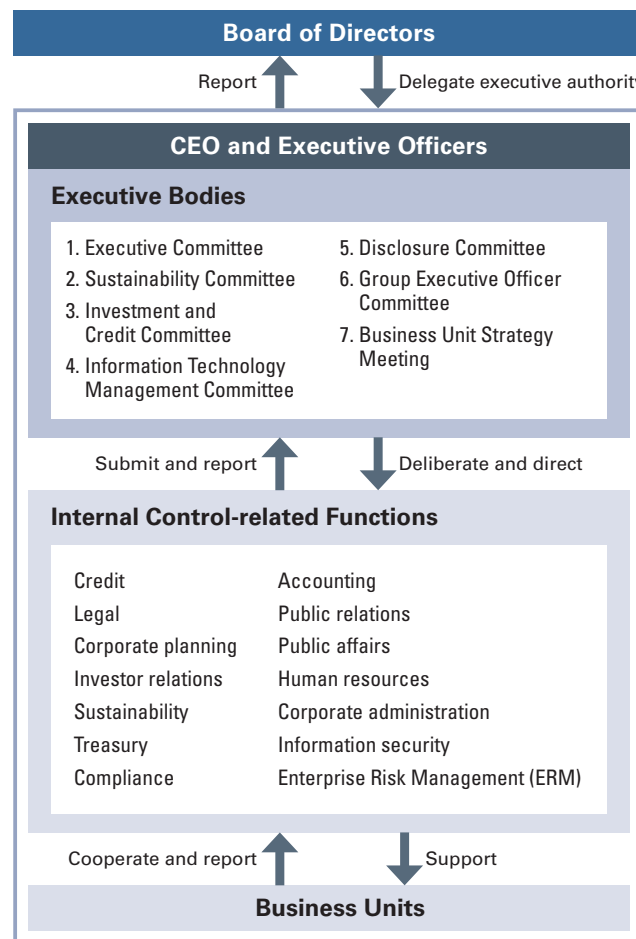 Board of Directors
Report
Delegate executive authority
CEO and Executive Officers
Executive Bodies
1. Executive Committee
2. Sustainability Committee
3. Investment and
Credit Committee
4. Information Technology
Management Committee
5. Disclosure Committee
6. Group Executive Officer
Committee
7. Business Unit Strategy
Meeting
Submit and report
Deliberate and direct
Internal Control-related Functions
Credit
Legal
Corporate planning
Investor relations
Sustainability
Treasury
Compliance
Accounting
Public relations
Public affairs
Human resources
Corporate administration
Information security
Enterprise Risk Management (ERM)
Cooperate and report
Support
Business Units